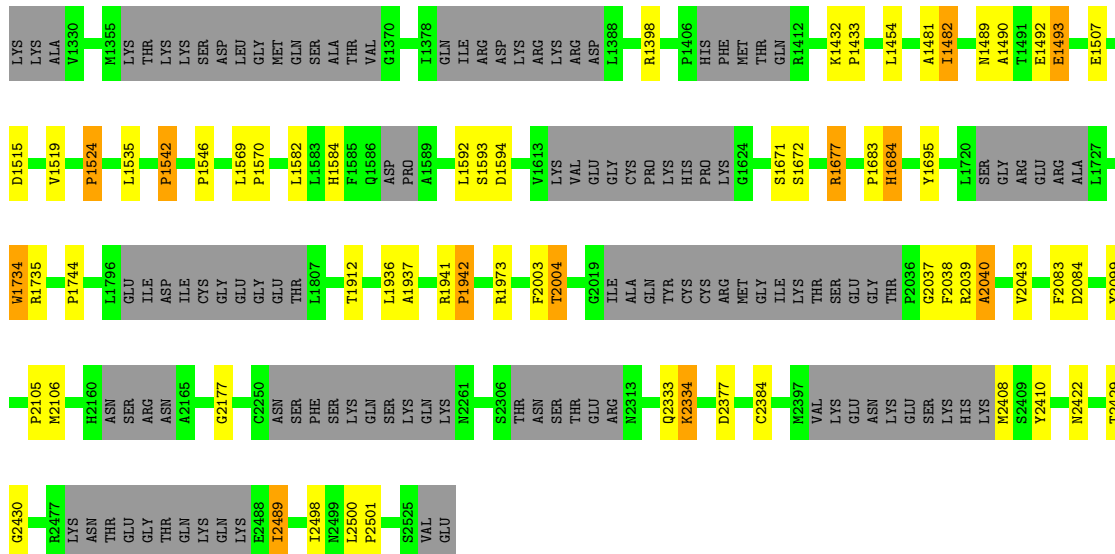 LYS LYS ALA V1330 M1355 LYS THR LYS LYS SER ASP LEU GLY MET GLN SER ALA THR VAL G1370 I1378 GLN ILE ARG ASP LYS ARG LYS ARG ASP L1388 R1398 P1406 HIS PHE MET THR GLN R1412 K1432 P1433 L1454 A1481 I1482 N1489 A1490 T1491 E1492 E1493 E1507
D1515 V1519 P1524 L1535 P1542 P1546 L1569 P1570 L1582 L1583 H1584 F1585 Q1586 ASP PRO A1589 L1592 S1593 D1594 V1613 LYS VAL GLU GLY CYS PRO LYS HIS PRO LYS G1624 S1671 S1672 R1677 P1683 H1684 Y1695 L1720 SER GLY ARG GLU ARG ALA L1727
W1734 R1735 P1744 L1796 GLU ILE ASP ILE CYS GLY GLU GLY GLU THR L1807 T1912 L1936 A1937 R1941 P1942 R1973 F2003 T2004 G2019 ILE ALA GLN TYR CYS CYS ARG MET GLY ILE LYS THR SER GLU GLY THR P2036 G2037 F2038 R2039 A2040 V2043 F2083 D2084 Y2099
P2105 M2106 H2160 ASN SER ARG ASN A2165 G2177 C2250 ASN SER PHE SER LYS GLN SER LYS GLN LYS N2261 S2306 THR ASN SER THR GLU ARG N2313 Q2333 K2334 D2377 C2384 M2397 VAL LYS GLU ASN LYS GLU SER LYS HIS LYS M2408 S2409 Y2410 N2422 T2429
G2430 R2477 LYS ASN THR GLU GLY THR GLN LYS GLN LYS E2488 I2489 I2498 N2499 L2500 P2501 S2525 VAL GLU